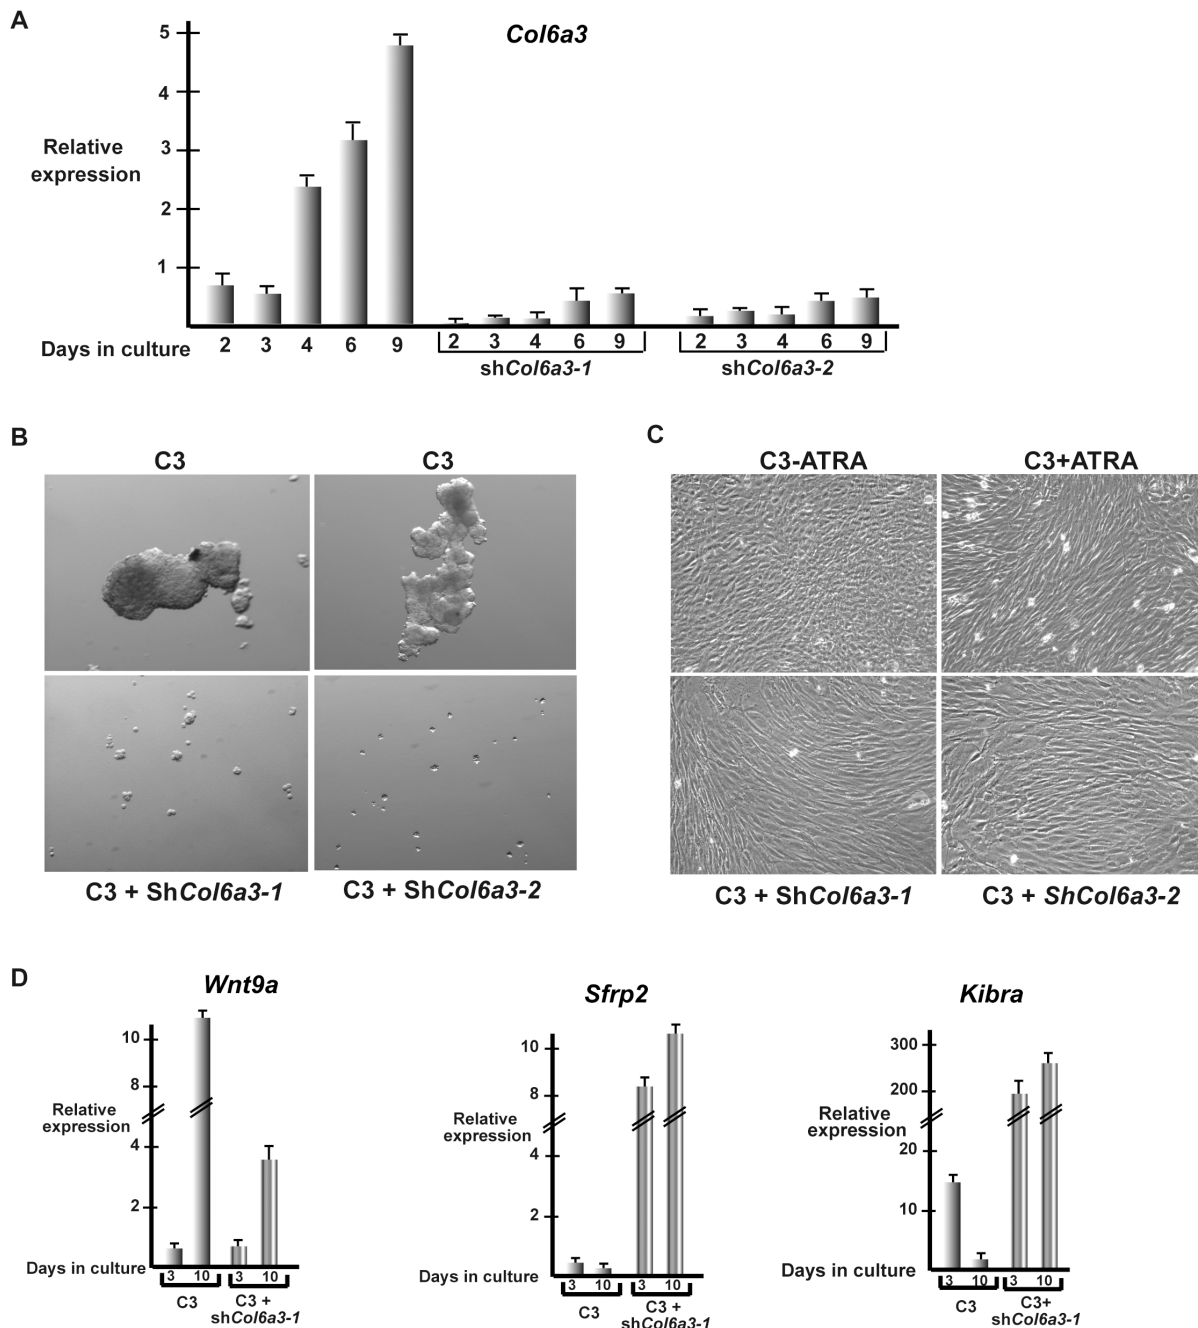 A
Col6a3
5
4
3
2
1
Relative
expression
Days in culture 2 3 4 6 9 2 3 4 6 9 2 3 4 6 9
shCol6a3-1 shCol6a3-2
B
C3 C3
C3 + ShCol6a3-1 C3 + ShCol6a3-2
C
C3-ATRA C3+ATRA
C3 + ShCol6a3-1 C3 + ShCol6a3-2
D
Wnt9a
10
8
Relative
expression
4
2
Days in culture 3 10 3 10
C3 C3 +
shCol6a3-1
Sfrp2
10
8
Relative
expression
4
2
Days in culture 3 10 3 10
C3 C3 +
shCol6a3-1
Kibra
300
200
Relative
expression
20
10
Days in culture 3 10 3 10
C3 C3+
shCol6a3-1